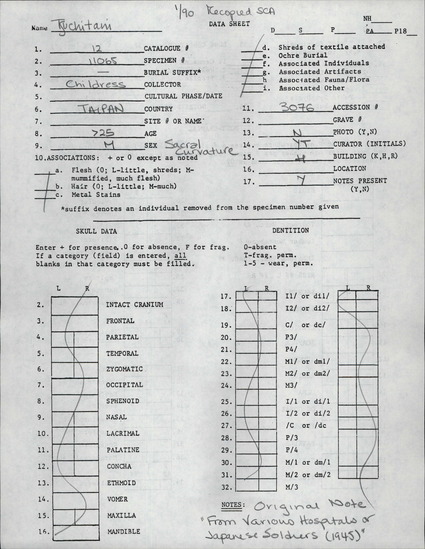 1/90 Recopied SCA
Name Tsuchitani
DATA SHEET
NH
D S P PA P18
1. 12 CATALOGUE #
2. 11065 SPECIMEN #
3. — BURIAL SUFFIX*
4. Childress COLLECTOR
5. CULTURAL PHASE/DATE
6. TAIPAN COUNTRY
7. SITE # OR NAME
8. >25 AGE
9. M SEX Sacral Curvature
10. ASSOCIATIONS: + or 0 except as noted
a. Flesh (0; L-little, shreds; M-
mummified, much flesh)
b. Hair (0; L-little; M-much)
c. Metal Stains
d. Shreds of textile attached
e. Ochre Burial
f. Associated Individuals
g. Associated Artifacts
h. Associated Fauna/Flora
i. Associated Other
11. 3076 ACCESSION #
12. GRAVE #
13. N PHOTO (Y,N)
14. YT CURATOR (INITIALS)
15. H BUILDING (K,H,R)
16. LOCATION
17. Y NOTES PRESENT
(Y,N)
*suffix denotes an individual removed from the specimen number given
SKULL DATA
Enter + for presence, 0 for absence, F for frag.
If a category (field) is entered, all
blanks in that category must be filled.
L R
2. INTACT CRANIUM
3. FRONTAL
4. PARIETAL
5. TEMPORAL
6. ZYGOMATIC
7. OCCIPITAL
8. SPHENOID
9. NASAL
10. LACRIMAL
11. PALATINE
12. CONCHA
13. ETHMOID
14. VOMER
15. MAXILLA
16. MANDIBLE
DENTITION
0-absent
T-frag. perm.
1-5 - wear, perm.
L R L R
17. I1/ or di1/
18. I2/ or di2/
19. C/ or dc/
20. P3/
21. P4/
22. M1/ or dm1/
23. M2/ or dm2/
24. M3/
25. I/1 or di/1
26. I/2 or di/2
27. /C or /dc
28. P/3
29. P/4
30. M/1 or dm/1
31. M/2 or dm/2
32. M/3
NOTES: Original Note
"From Various Hospitals of
Japanese Soldiers (1945)"